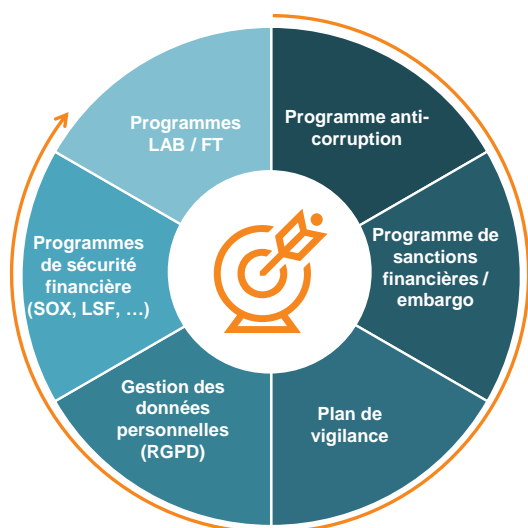 Programme anti-
corruption
Programme de
sanctions
financières /
embargo
Plan de
vigilance
Gestion des
données
personnelles
(RGPD)
Programmes
de sécurité
financière
(SOX, LSF, …)
Programmes
LAB / FT